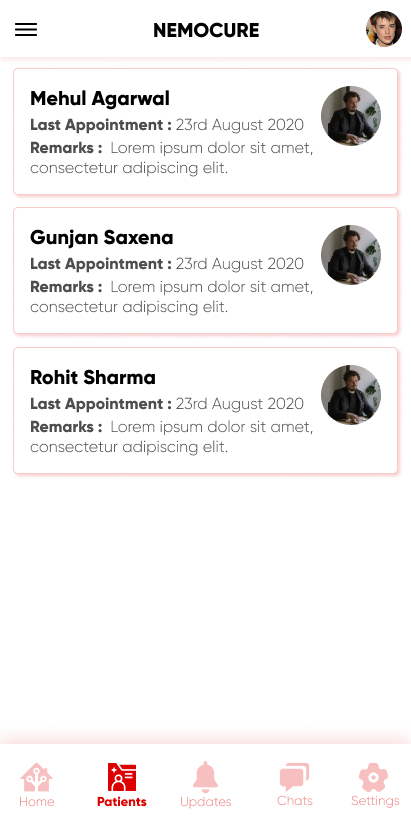 NEMOCURE
Mehul Agarwal
Last Appointment : 23rd August 2020
Remarks : Lorem ipsum dolor sit amet,
consectetur adipiscing elit.
Gunjan Saxena
Last Appointment : 23rd August 2020
Remarks : Lorem ipsum dolor sit amet,
consectetur adipiscing elit.
Rohit Sharma
Last Appointment : 23rd August 2020
Remarks : Lorem ipsum dolor sit amet,
consectetur adipiscing elit.
Home Patients Updates Chats Settings